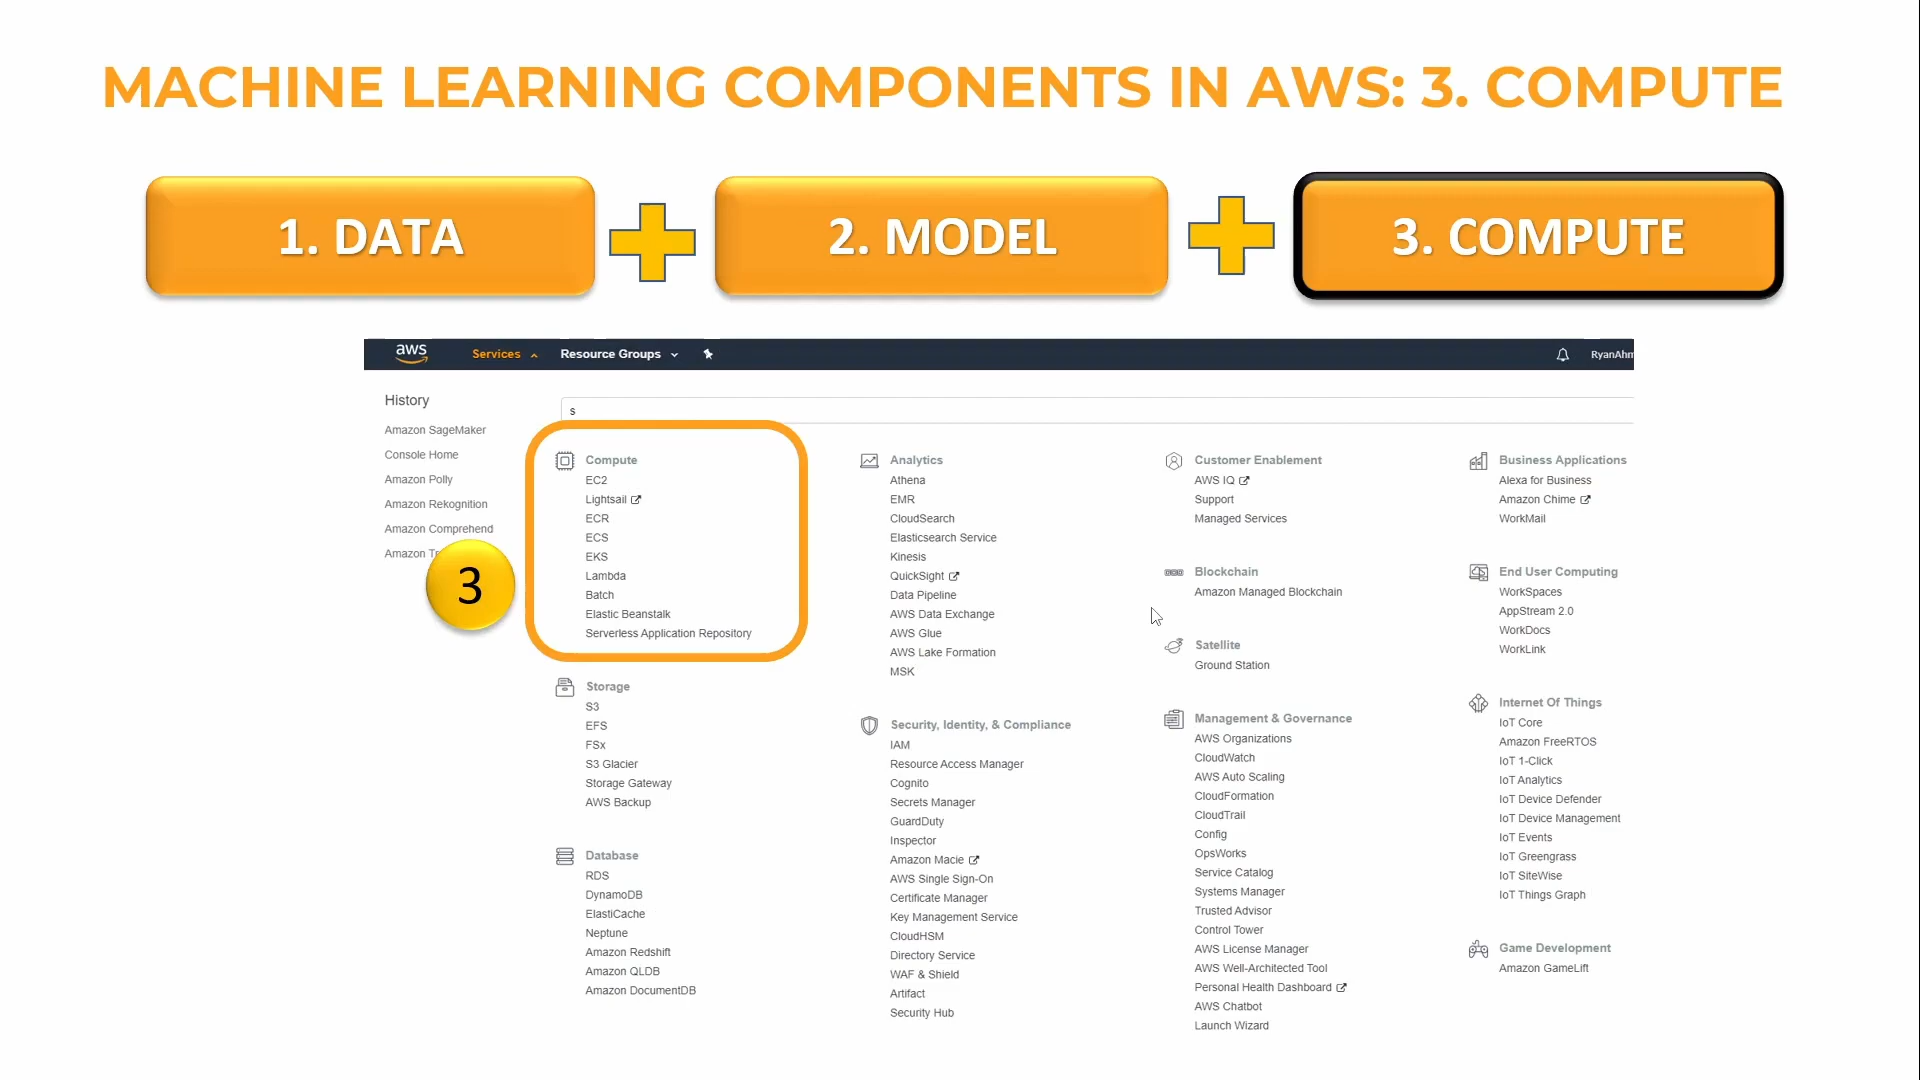 MACHINE LEARNING COMPONENTS IN AWS: 3. COMPUTE
1. DATA
2. MODEL
3. COMPUTE
aws
Services
Resource Groups
RyanAhm
History
Amazon SageMaker
Console Home
Amazon Polly
Amazon Rekognition
Amazon Comprehend
Amazon
3
s
Compute
EC2
Lightsail
ECR
ECS
EKS
Lambda
Batch
Elastic Beanstalk
Serverless Application Repository
Storage
S3
EFS
FSx
S3 Glacier
Storage Gateway
AWS Backup
Database
RDS
DynamoDB
ElastiCache
Neptune
Amazon Redshift
Amazon QLDB
Amazon DocumentDB
Analytics
Athena
EMR
CloudSearch
Elasticsearch Service
Kinesis
QuickSight
Data Pipeline
AWS Data Exchange
AWS Glue
AWS Lake Formation
MSK
Security, Identity, & Compliance
IAM
Resource Access Manager
Cognito
Secrets Manager
GuardDuty
Inspector
Amazon Macie
AWS Single Sign-On
Certificate Manager
Key Management Service
CloudHSM
Directory Service
WAF & Shield
Artifact
Security Hub
Customer Enablement
AWS IQ
Support
Managed Services
Blockchain
Amazon Managed Blockchain
Satellite
Ground Station
Management & Governance
AWS Organizations
CloudWatch
AWS Auto Scaling
CloudFormation
CloudTrail
Config
OpsWorks
Service Catalog
Systems Manager
Trusted Advisor
Control Tower
AWS License Manager
AWS Well-Architected Tool
Personal Health Dashboard
AWS Chatbot
Launch Wizard
Business Applications
Alexa for Business
Amazon Chime
WorkMail
End User Computing
WorkSpaces
AppStream 2.0
WorkDocs
WorkLink
Internet Of Things
IoT Core
Amazon FreeRTOS
IoT 1-Click
IoT Analytics
IoT Device Defender
IoT Device Management
IoT Events
IoT Greengrass
IoT SiteWise
IoT Things Graph
Game Development
Amazon GameLift